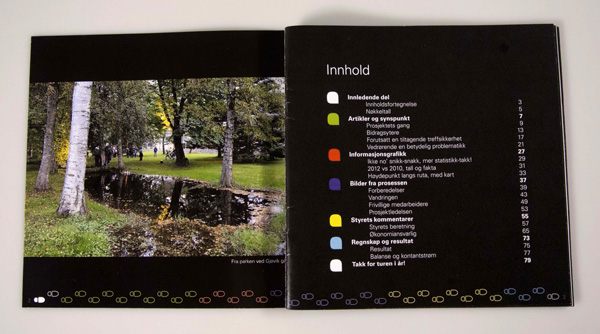 Innhold
Innledende del
Innholdsfortegnelse 3
Nøkkeltall 5
Artikler og synspunkt 7
Prosjektets gang 9
Bidragsytere 13
Forutsatt en tiltagende treffsikkerhet 17
Vedrørende en betydelig problematikk 21
Informasjonsgrafikk 27
Ikke no' snikk-snakk, mer statistikk-takk! 29
2012 vs 2010, tall og fakta 31
Høydepunkt langs ruta, med kart 33
Bilder fra prosessen 37
Forberedelser 39
Vandringen 43
Frivillige medarbeidere 49
Prosjektledelsen 53
Styrets kommentarer 55
Styrets beretning 57
Økonomiansvarlig 65
Regnskap og resultat 73
Resultat 75
Balanse og kontantstrøm 77
Takk for turen i år! 79
Fra parken ved Gjøvik